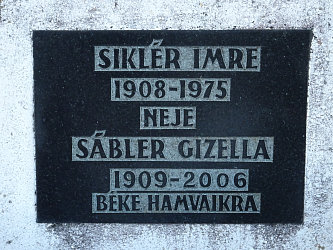 SIKLÉR IMRE
1908-1975
NEJE
SÁBLER GIZELLA
1909-2006
BÉKE HAMVAIKRA